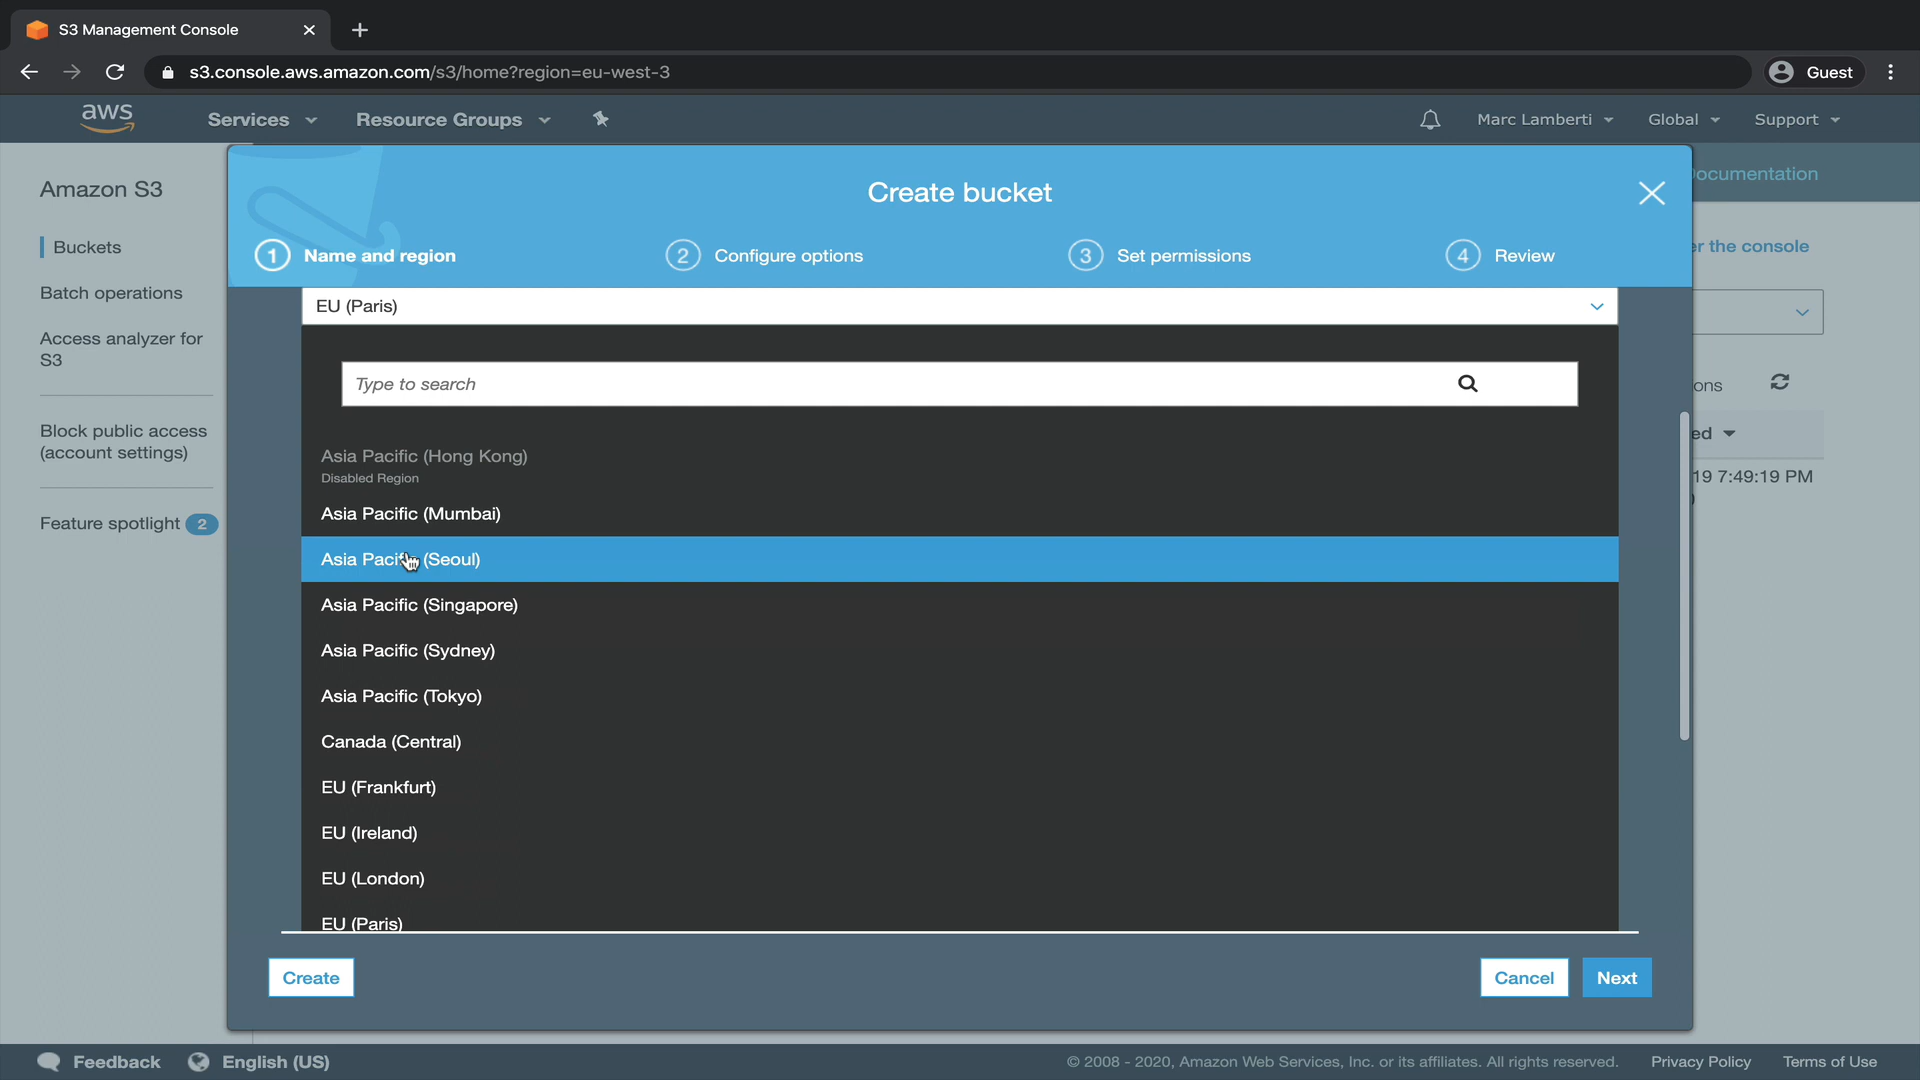 S3 Management Console
s3.console.aws.amazon.com/s3/home?region=eu-west-3
Guest
aws
Services
Resource Groups
Marc Lamberti
Global
Support
Amazon S3
Buckets
Batch operations
Access analyzer for
S3
Block public access
(account settings)
Feature spotlight 2
Create bucket
1 Name and region
2 Configure options
3 Set permissions
4 Review
EU (Paris)
Type to search
Asia Pacific (Hong Kong)
Disabled Region
Asia Pacific (Mumbai)
Asia Pacific (Seoul)
Asia Pacific (Singapore)
Asia Pacific (Sydney)
Asia Pacific (Tokyo)
Canada (Central)
EU (Frankfurt)
EU (Ireland)
EU (London)
EU (Paris)
Create
Cancel
Next
ocumentation
er the console
ons
ed
19 7:49:19 PM
)
Feedback
English (US)
© 2008 - 2020, Amazon Web Services, Inc. or its affiliates. All rights reserved.
Privacy Policy
Terms of Use